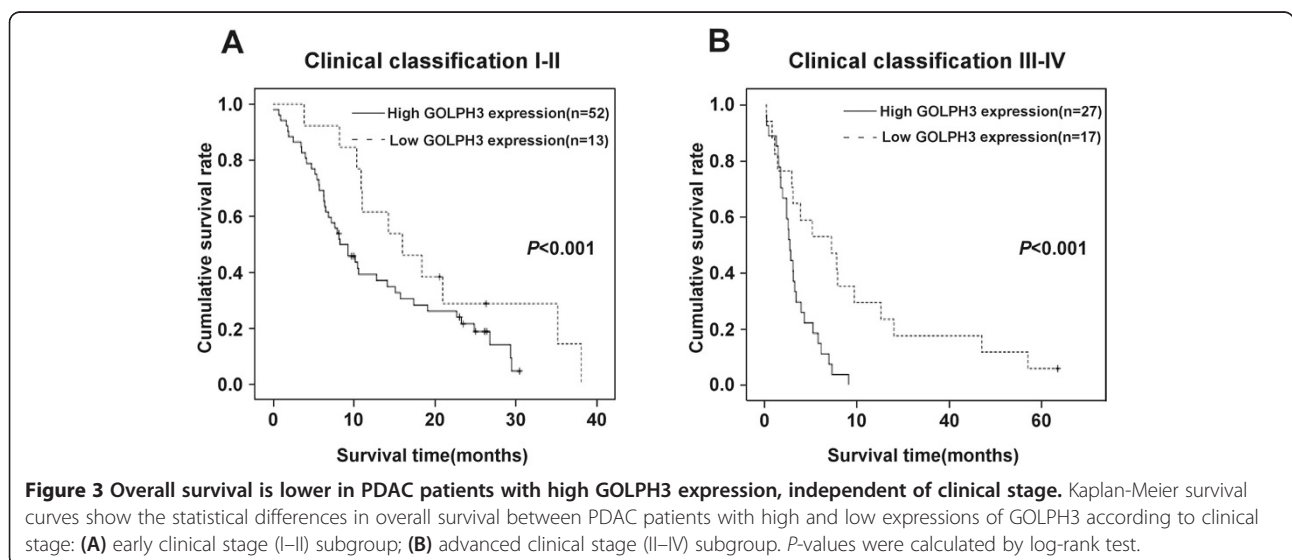 A
Clinical classification I-II
1.0
0.8
0.6
0.4
0.2
0.0
Cumulative survival rate
High GOLPH3 expression(n=52)
Low GOLPH3 expression(n=13)
P<0.001
0 10 20 30 40
Survival time(months)
B
Clinical classification III-IV
1.0
0.8
0.6
0.4
0.2
0.0
Cumulative survival rate
High GOLPH3 expression(n=27)
Low GOLPH3 expression(n=17)
P<0.001
0 10 40 60
Survival time(months)
Figure 3 Overall survival is lower in PDAC patients with high GOLPH3 expression, independent of clinical stage. Kaplan-Meier survival
curves show the statistical differences in overall survival between PDAC patients with high and low expressions of GOLPH3 according to clinical
stage: (A) early clinical stage (I–II) subgroup; (B) advanced clinical stage (II–IV) subgroup. P-values were calculated by log-rank test.